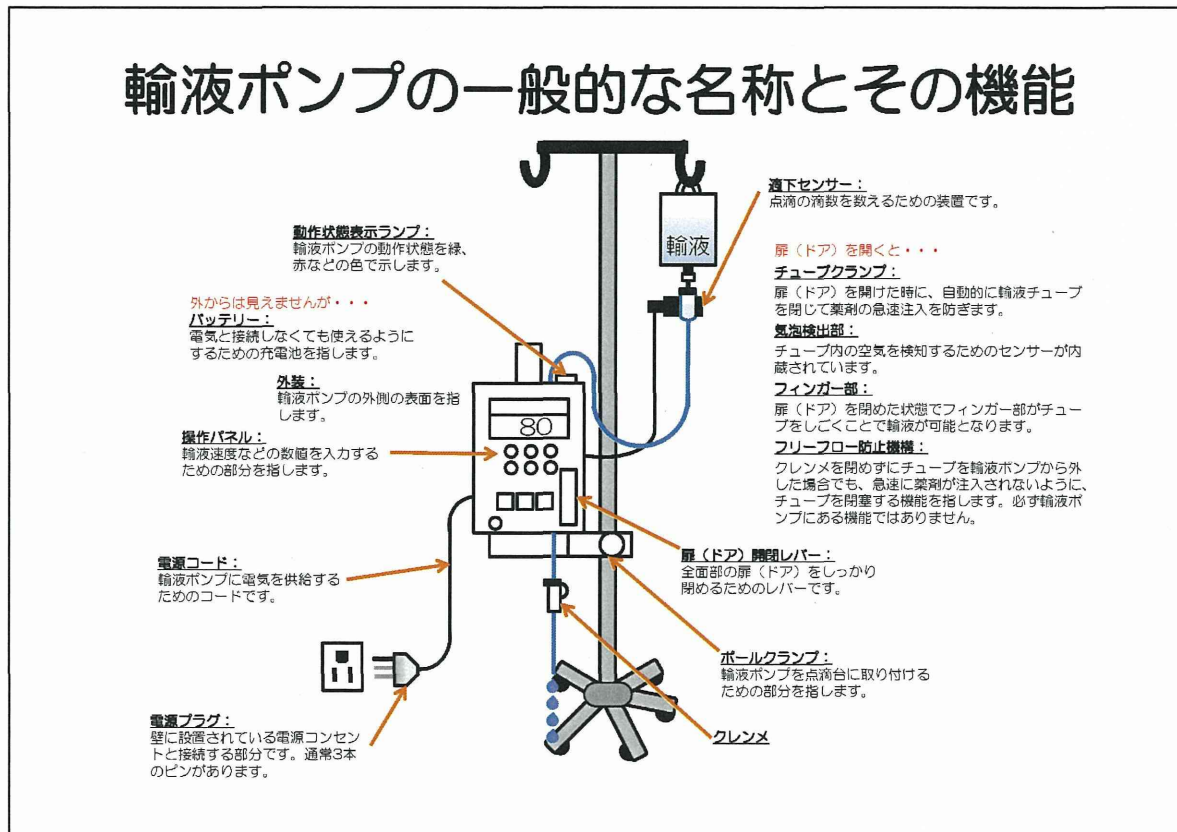 輸液ポンプの一般的な名称とその機能
滴下センサー：
点滴の滴数を数えるための装置です。
輸液
動作状態表示ランプ：
輸液ポンプの動作状態を緑、
赤などの色で示します。
外からは見えませんが・・・
バッテリー：
電気と接続しなくても使えるように
するための充電池を指します。
外装：
輸液ポンプの外側の表面を指
します。
操作パネル：
輸液速度などの数値を入力する
ための部分を指します。
80
電源コード：
輸液ポンプに電気を供給する
ためのコードです。
電源プラグ：
壁に設置されている電源コンセン
トと接続する部分です。通常3本
のピンがあります。
扉（ドア）を開くと・・・
チューブクランプ：
扉（ドア）を開けた時に、自動的に輸液チューブ
を閉じて薬剤の急速注入を防ぎます。
気泡検出部：
チューブ内の空気を検知するためのセンサーが内
蔵されています。
フィンガー部：
扉（ドア）を閉めた状態でフィンガー部がチュー
ブをしごくことで輸液が可能となります。
フリーフロー防止機構：
クレンメを閉めずにチューブを輸液ポンプから外
した場合でも、急速に薬剤が注入されないように、
チューブを閉塞する機能を指します。必ず輸液ポ
ンプにある機能ではありません。
扉（ドア）開閉レバー：
全面部の扉（ドア）をしっかり
閉めるためのレバーです。
ポールクランプ：
輸液ポンプを点滴台に取り付ける
ための部分を指します。
クレンメ